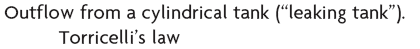 Outflow from a cylindrical tank (“leaking tank”).
Torricelli’s law